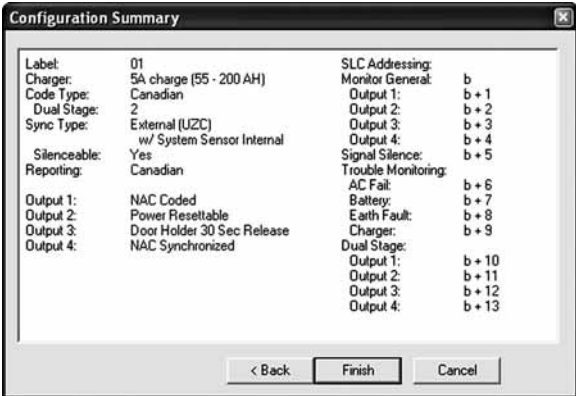 Configuration Summary
Label: 01
Charger: 5A charge (55 - 200 AH)
Code Type: Canadian
Dual Stage: 2
Sync Type: External (UZC)
w/ System Sensor Internal
Silenceable: Yes
Reporting: Canadian
Output 1: NAC Coded
Output 2: Power Resettable
Output 3: Door Holder 30 Sec Release
Output 4: NAC Synchronized
SLC Addressing:
Monitor General: b
Output 1: b + 1
Output 2: b + 2
Output 3: b + 3
Output 4: b + 4
Signal Silence: b + 5
Trouble Monitoring:
AC Fail: b + 6
Battery: b + 7
Earth Fault: b + 8
Charger: b + 9
Dual Stage:
Output 1: b + 10
Output 2: b + 11
Output 3: b + 12
Output 4: b + 13
< Back Finish Cancel